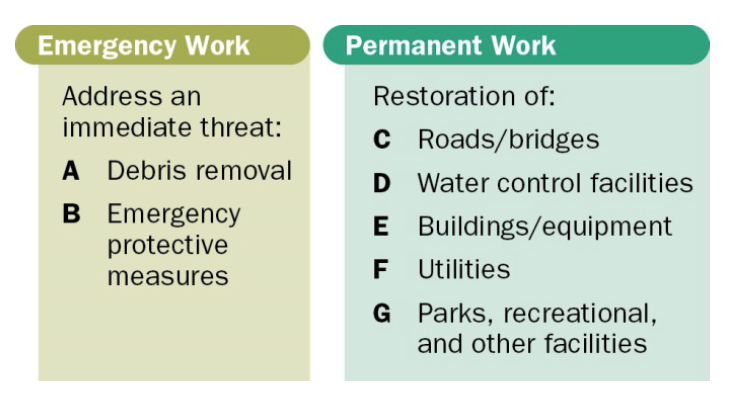 Emergency Work
Address an
immediate threat:
A Debris removal
B Emergency
protective
measures
Permanent Work
Restoration of:
C Roads/bridges
D Water control facilities
E Buildings/equipment
F Utilities
G Parks, recreational,
and other facilities